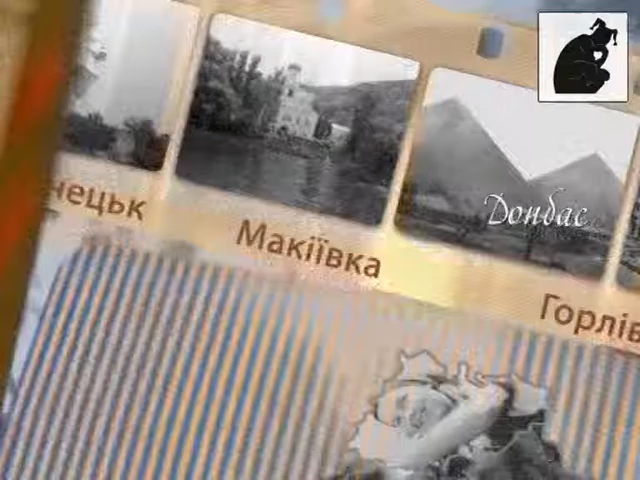 нецьк
Макіївка
Донбас
Горлів